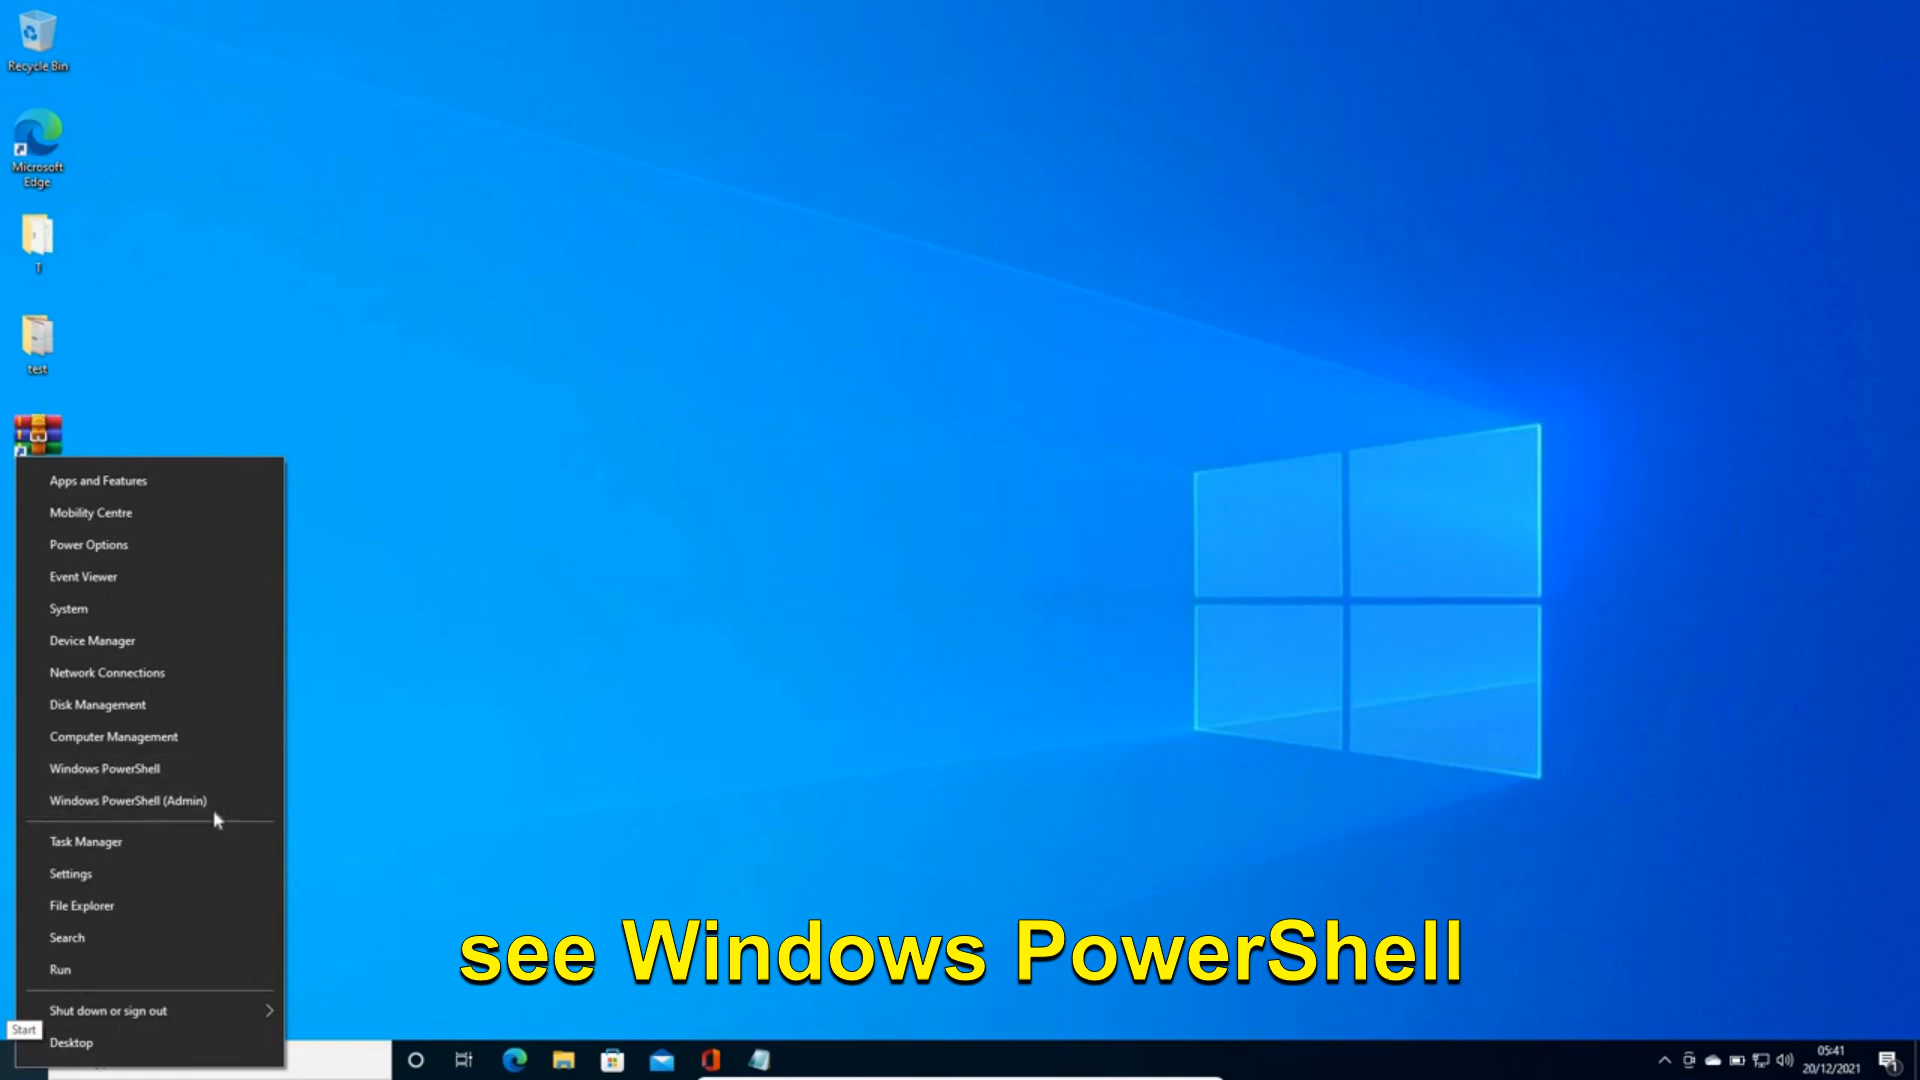 Recycle Bin
Microsoft
Edge
T
test
Apps and Features
Mobility Centre
Power Options
Event Viewer
System
Device Manager
Network Connections
Disk Management
Computer Management
Windows PowerShell
Windows PowerShell (Admin)
Task Manager
Settings
File Explorer
Search
Run
Shut down or sign out
Start
Desktop
see Windows PowerShell
05:41
20/12/2021
1